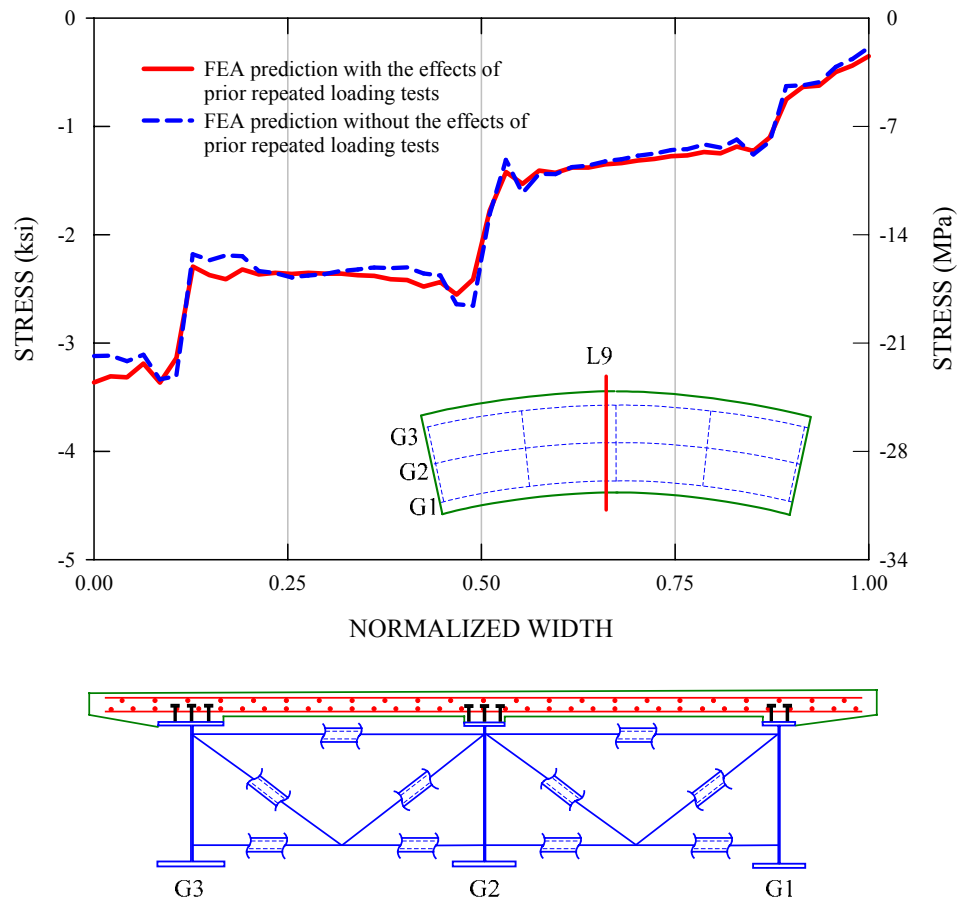 0
0
FEA prediction with the effects of
prior repeated loading tests
FEA prediction without the effects of
prior repeated loading tests
-1
-7
-2
-14
STRESS (ksi)
STRESS (MPa)
-3
-21
L9
G3
-4
-28
G2
G1
-5
-34
0.00
0.25
0.50
0.75
1.00
NORMALIZED WIDTH
G3
G2
G1